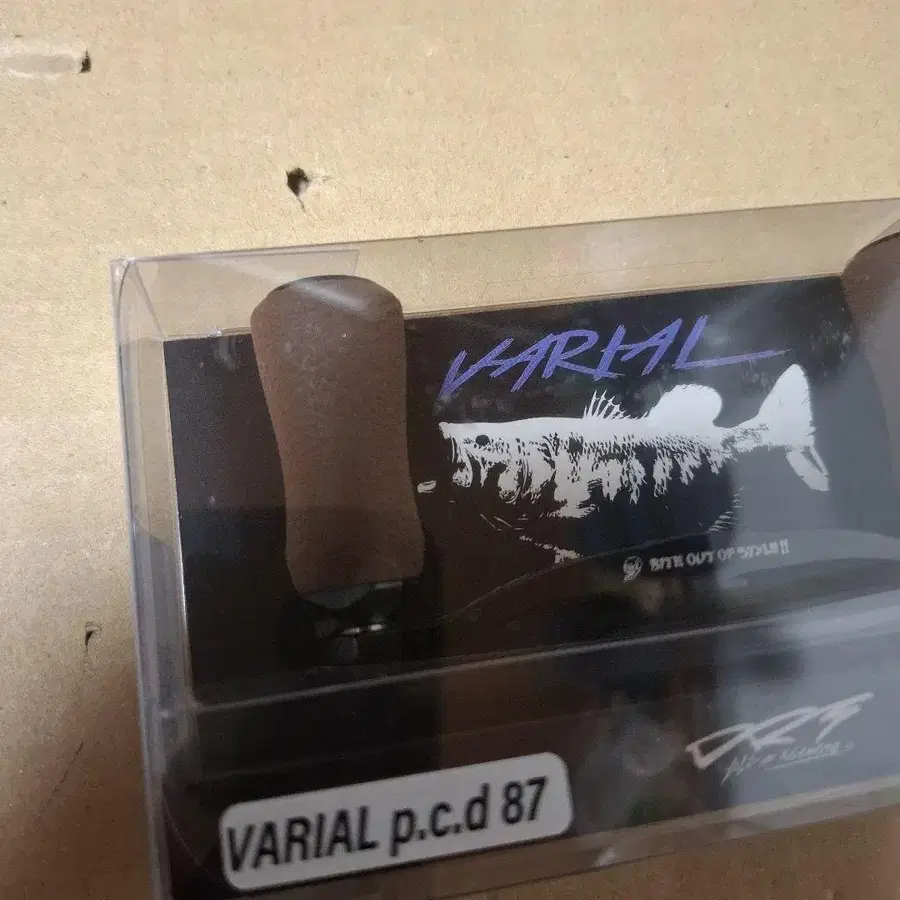 VARIAL
BITE OUT OF STYLE!!
DRT
VARIAL p.c.d 87